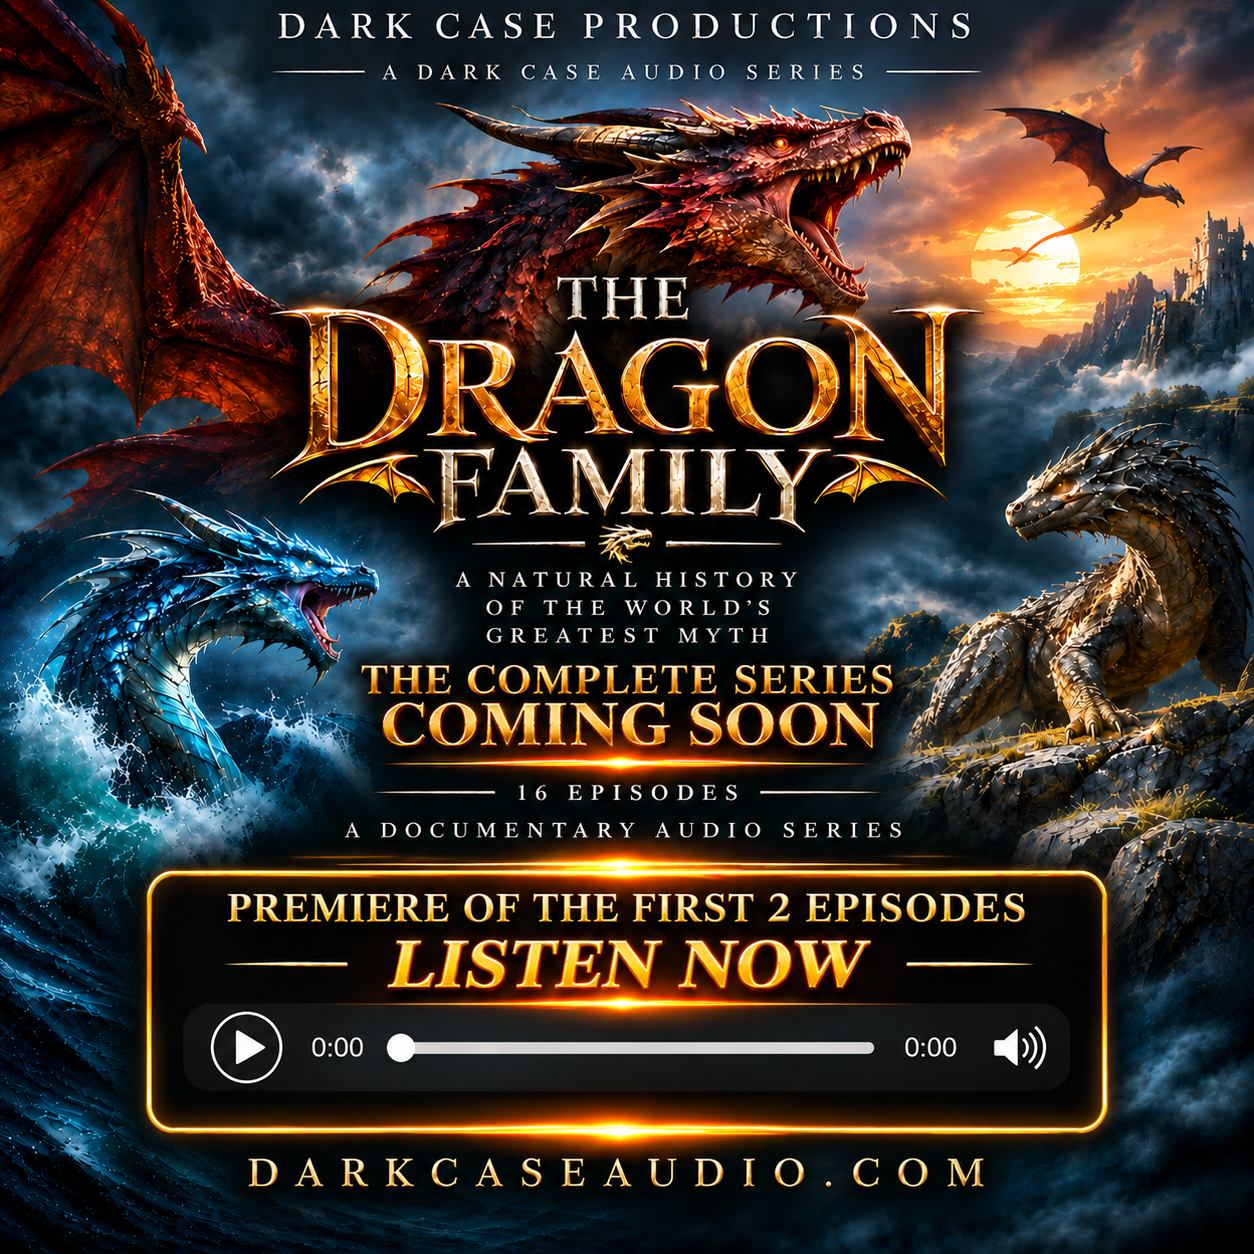 DARK CASE PRODUCTIONS
A DARK CASE AUDIO SERIES
THE
DRAGON
FAMILY
A NATURAL HISTORY
OF THE WORLD'S
GREATEST MYTH
THE COMPLETE SERIES
COMING SOON
16 EPISODES
A DOCUMENTARY AUDIO SERIES
PREMIERE OF THE FIRST 2 EPISODES
LISTEN NOW
0:00 0:00
DARKCASEAUDIO.COM